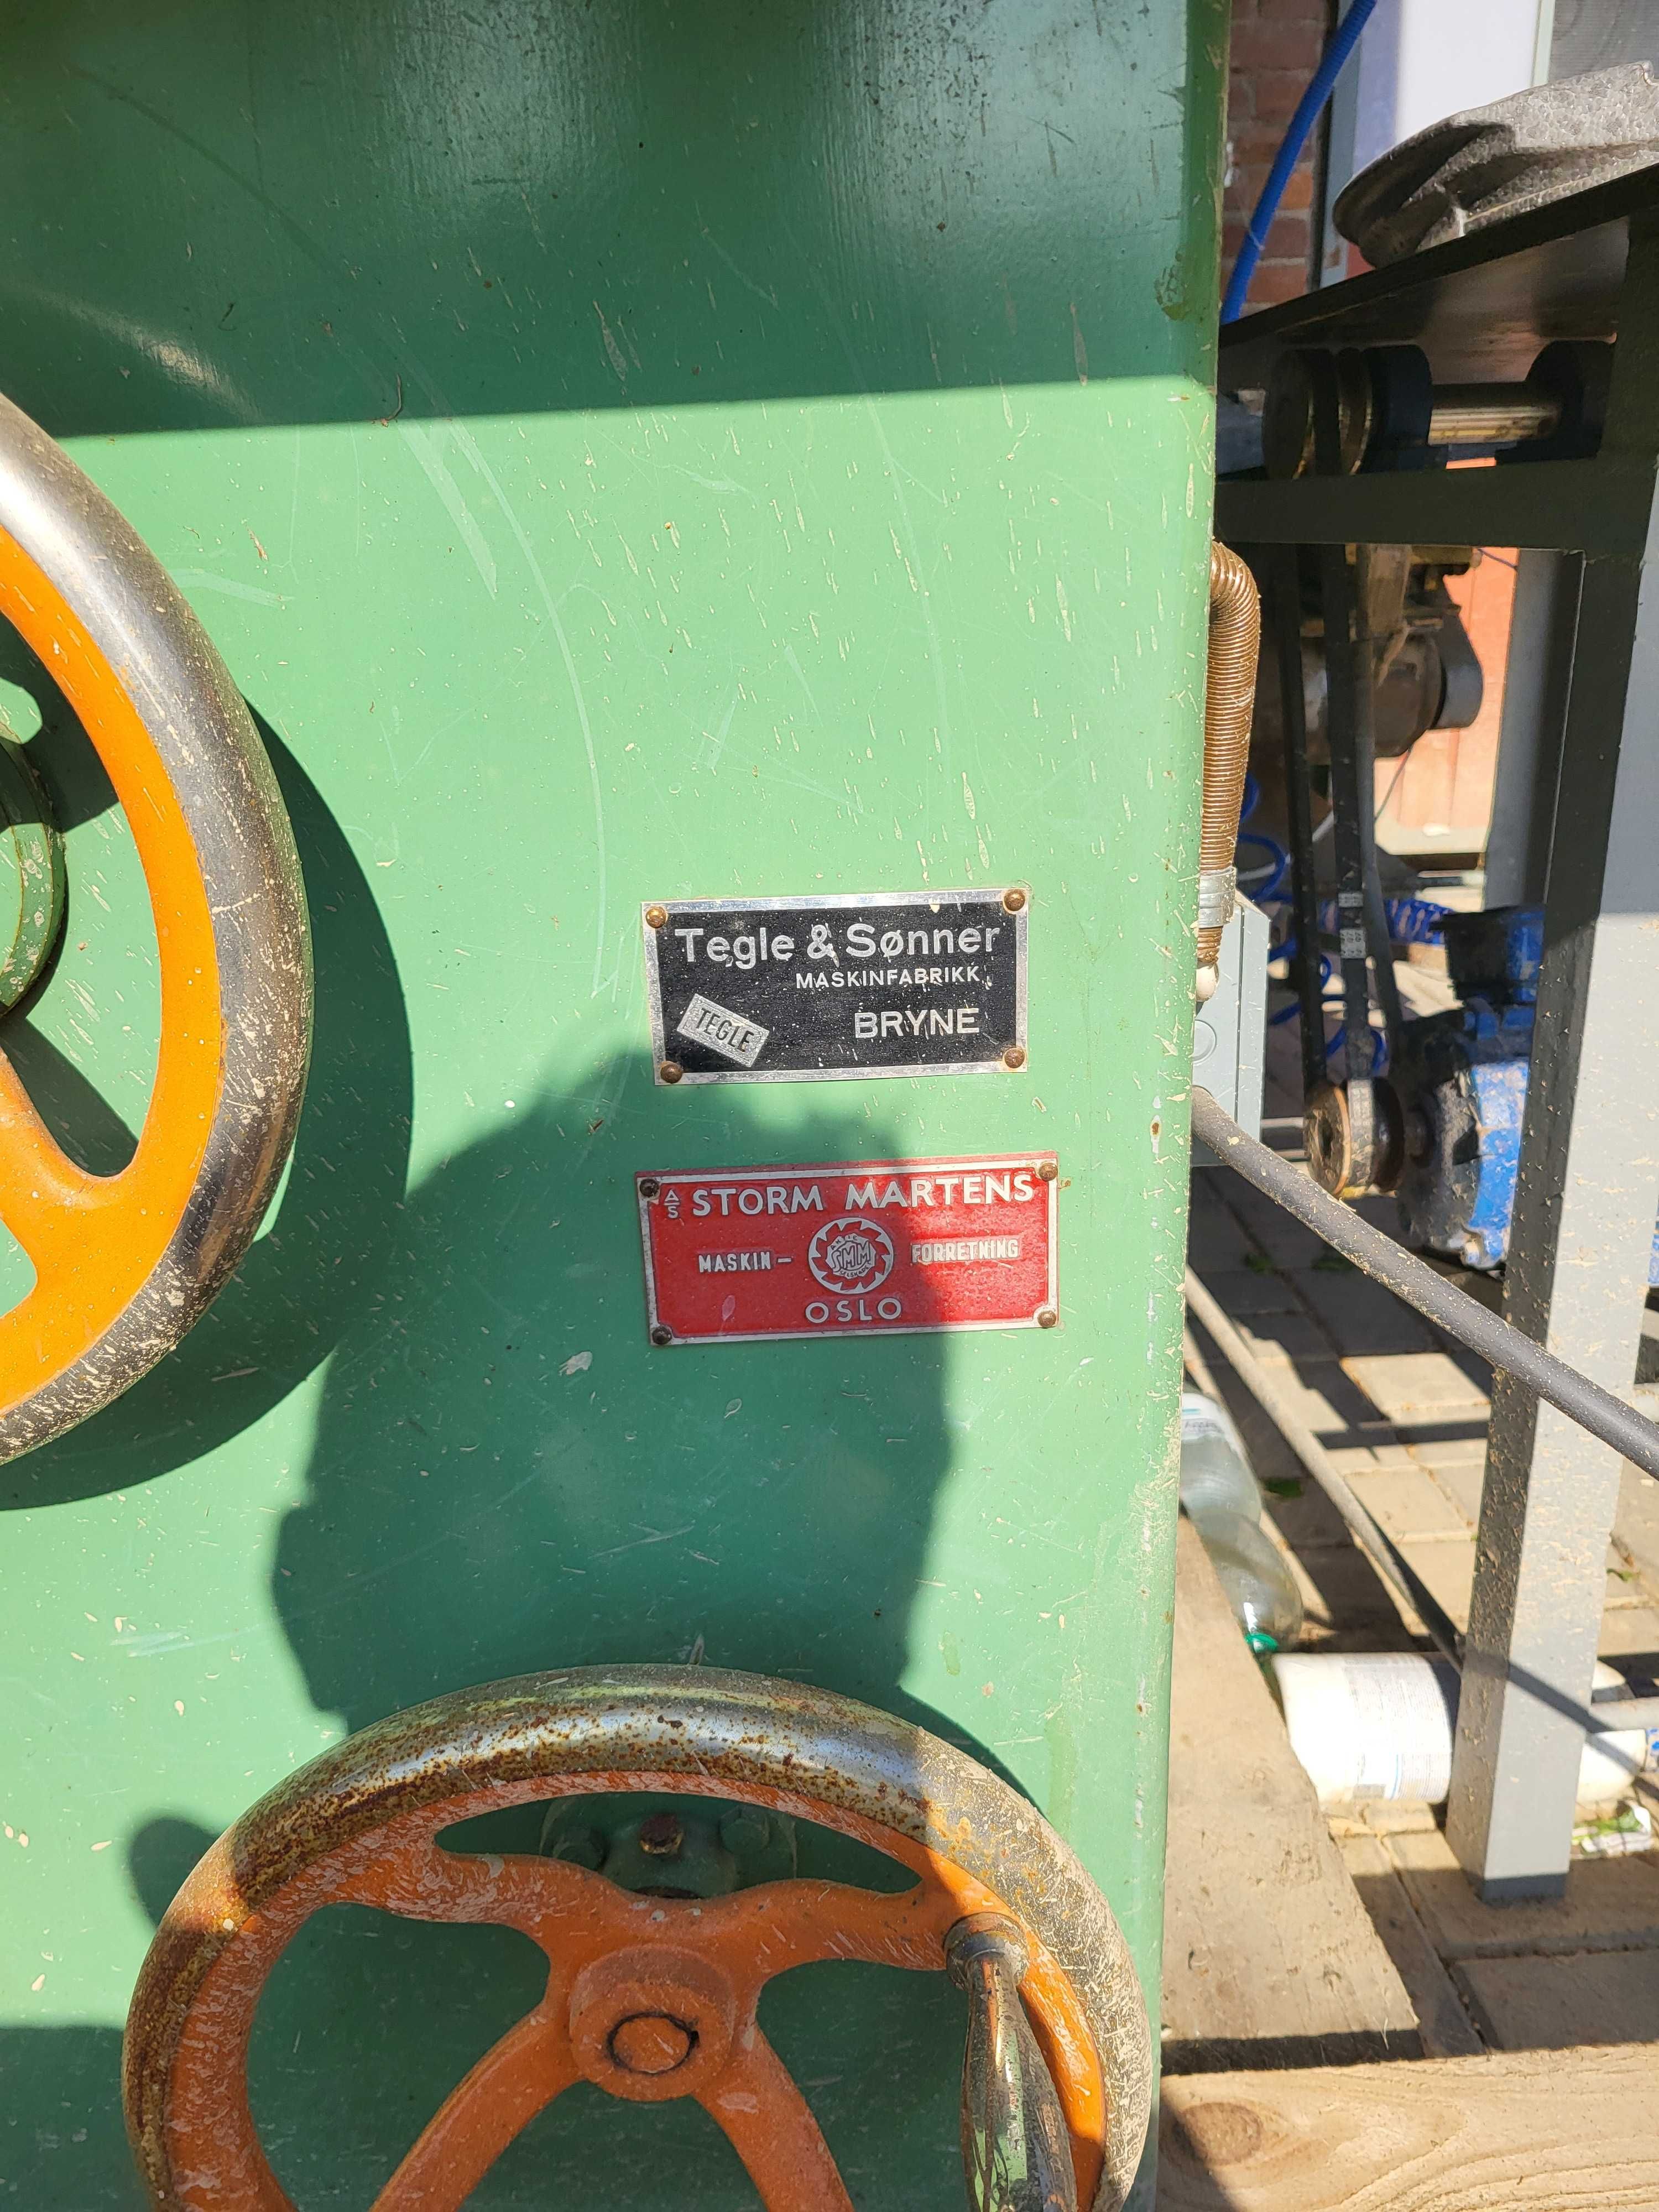 Tegle & Sønner
MASKINFABRIKK
BRYNE
TEGLE
A/S STORM MARTENS
MASKIN- SMM FORRETNING
OSLO